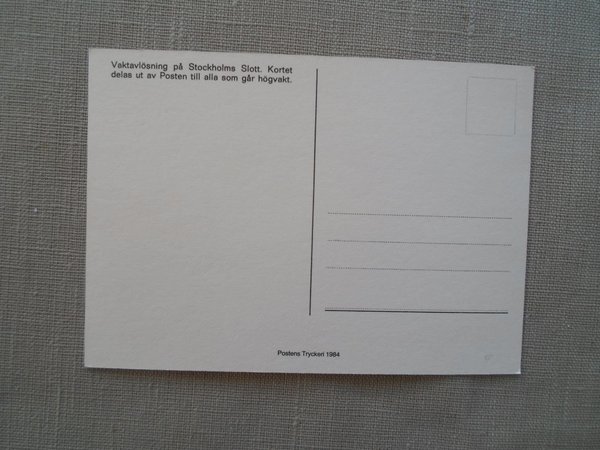 Vaktavlösning på Stockholms Slott. Kortet
delas ut av Posten till alla som går högvakt.
Postens Tryckeri 1984